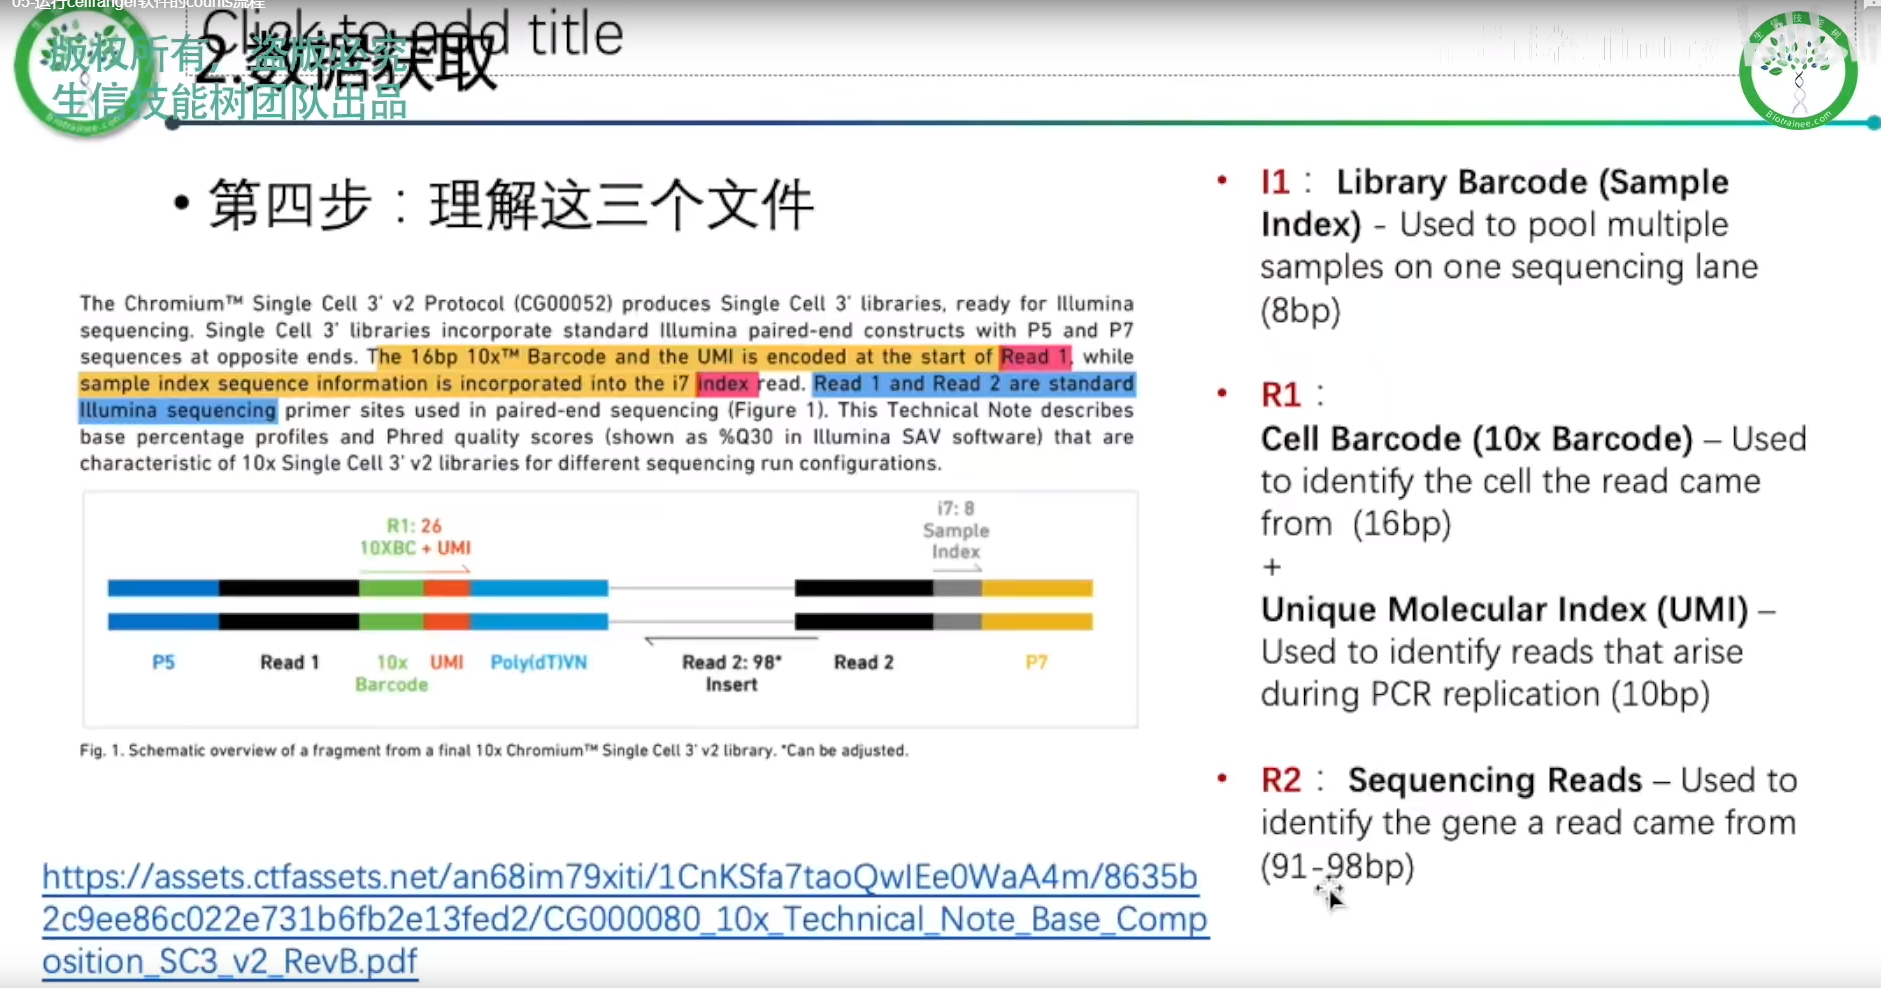 05-运行cellranger软件的counts流程
Click to add title
2.数据获取
版权所有，盗版必究
生信技能树团队出品
Biotrainee.com
生信技能树
Biotrainee.com
• 第四步：理解这三个文件
The Chromium™ Single Cell 3' v2 Protocol (CG00052) produces Single Cell 3' libraries, ready for Illumina
sequencing. Single Cell 3' libraries incorporate standard Illumina paired-end constructs with P5 and P7
sequences at opposite ends. The 16bp 10x™ Barcode and the UMI is encoded at the start of Read 1, while
sample index sequence information is incorporated into the i7 index read. Read 1 and Read 2 are standard
Illumina sequencing primer sites used in paired-end sequencing (Figure 1). This Technical Note describes
base percentage profiles and Phred quality scores (shown as %Q30 in Illumina SAV software) that are
characteristic of 10x Single Cell 3' v2 libraries for different sequencing run configurations.
R1: 26
10XBC + UMI
i7: 8
Sample
Index
P5
Read 1
10x
Barcode
UMI
Poly(dT)VN
Read 2: 98*
Insert
Read 2
P7
Fig. 1. Schematic overview of a fragment from a final 10x Chromium™ Single Cell 3' v2 library. *Can be adjusted.
https://assets.ctfassets.net/an68im79xiti/1CnKSfa7taoQwIEe0WaA4m/8635b
2c9ee86c022e731b6fb2e13fed2/CG000080_10x_Technical_Note_Base_Comp
osition_SC3_v2_RevB.pdf
• I1： Library Barcode (Sample
Index) - Used to pool multiple
samples on one sequencing lane
(8bp)
• R1：
Cell Barcode (10x Barcode) – Used
to identify the cell the read came
from (16bp)
+
Unique Molecular Index (UMI) –
Used to identify reads that arise
during PCR replication (10bp)
• R2： Sequencing Reads – Used to
identify the gene a read came from
(91-98bp)